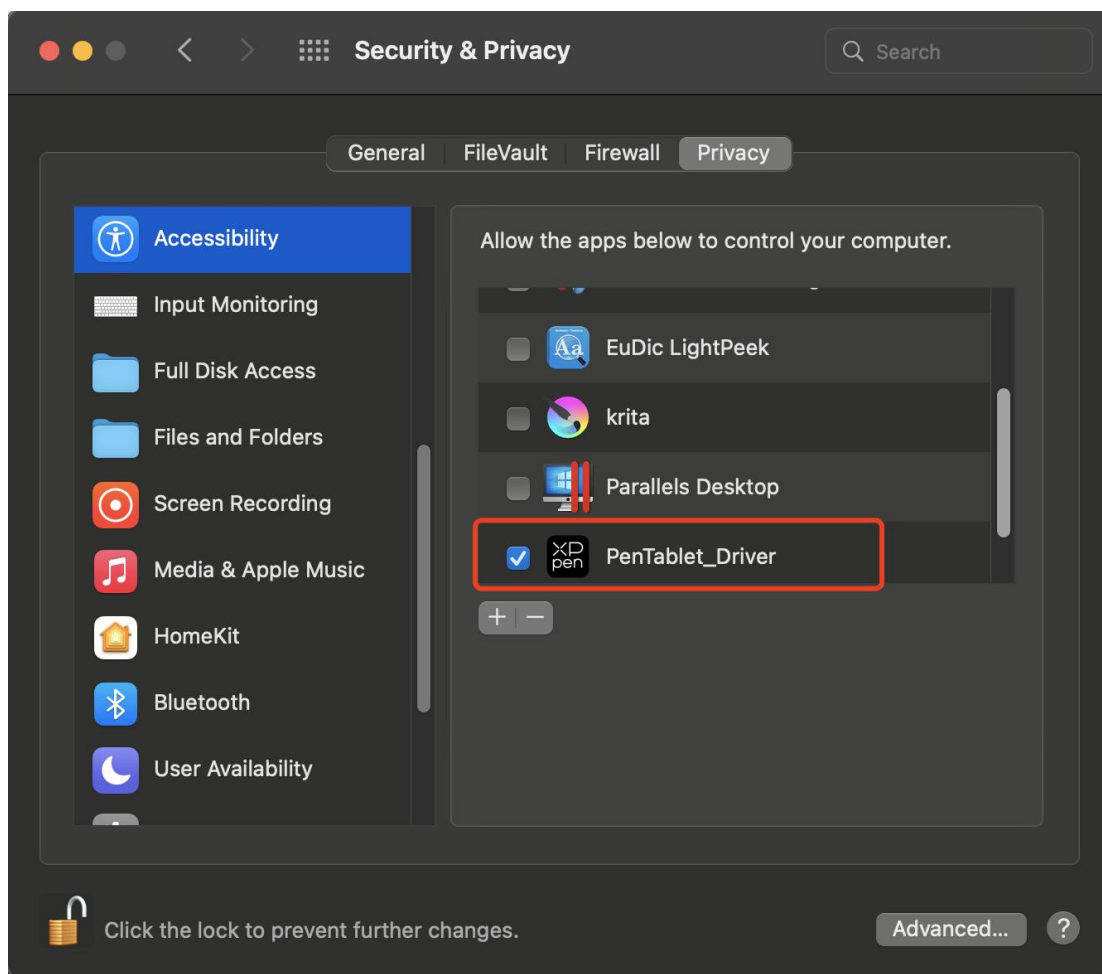 Security & Privacy
Search
General
FileVault
Firewall
Privacy
Accessibility
Input Monitoring
Full Disk Access
Files and Folders
Screen Recording
Media & Apple Music
HomeKit
Bluetooth
User Availability
Allow the apps below to control your computer.
Aa
EuDic LightPeek
krita
Parallels Desktop
XP
pen
PenTablet_Driver
Click the lock to prevent further changes.
Advanced...
?